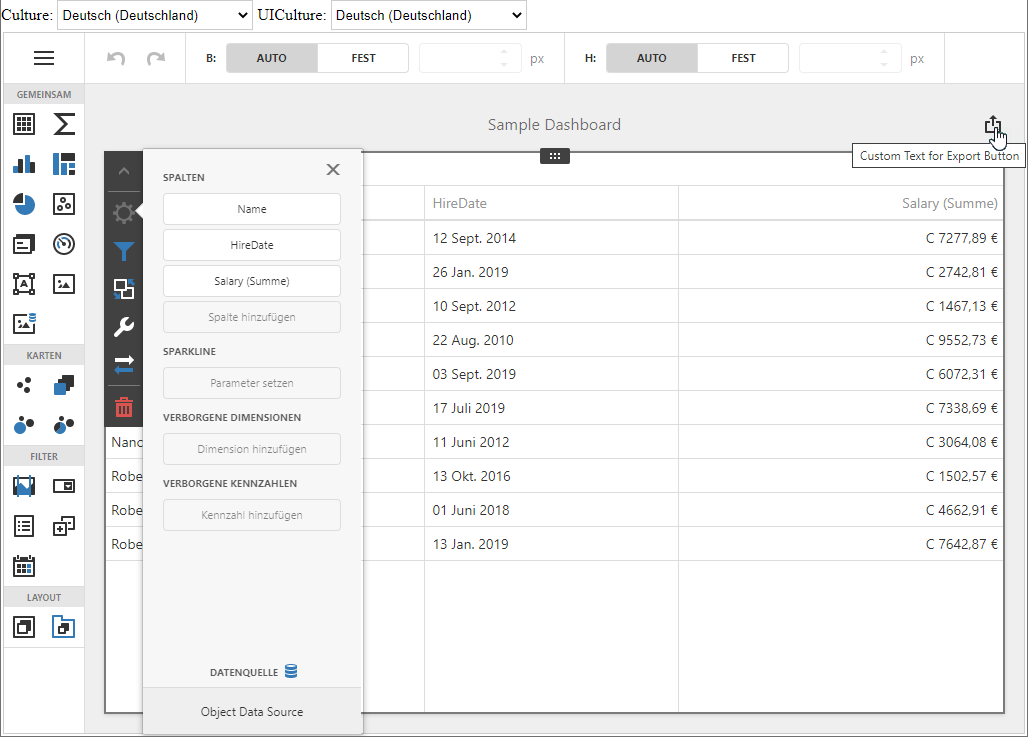 Culture: Deutsch (Deutschland) UICulture: Deutsch (Deutschland)
B: AUTO FEST px H: AUTO FEST px
GEMEINSAM
Sample Dashboard
Custom Text for Export Button
SPALTEN
Name
HireDate
Salary (Summe)
Spalte hinzufügen
SPARKLINE
Parameter setzen
VERBORGENE DIMENSIONEN
Dimension hinzufügen
VERBORGENE KENNZAHLEN
Kennzahl hinzufügen
DATENQUELLE
Object Data Source
HireDate Salary (Summe)
12 Sept. 2014 C 7277,89 €
26 Jan. 2019 C 2742,81 €
10 Sept. 2012 C 1467,13 €
22 Aug. 2010 C 9552,73 €
03 Sept. 2019 C 6072,31 €
17 Juli 2019 C 7338,69 €
Nanc 11 Juni 2012 C 3064,08 €
Robe 13 Okt. 2016 C 1502,57 €
Robe 01 Juni 2018 C 4662,91 €
Robe 13 Jan. 2019 C 7642,87 €
KARTEN
FILTER
LAYOUT